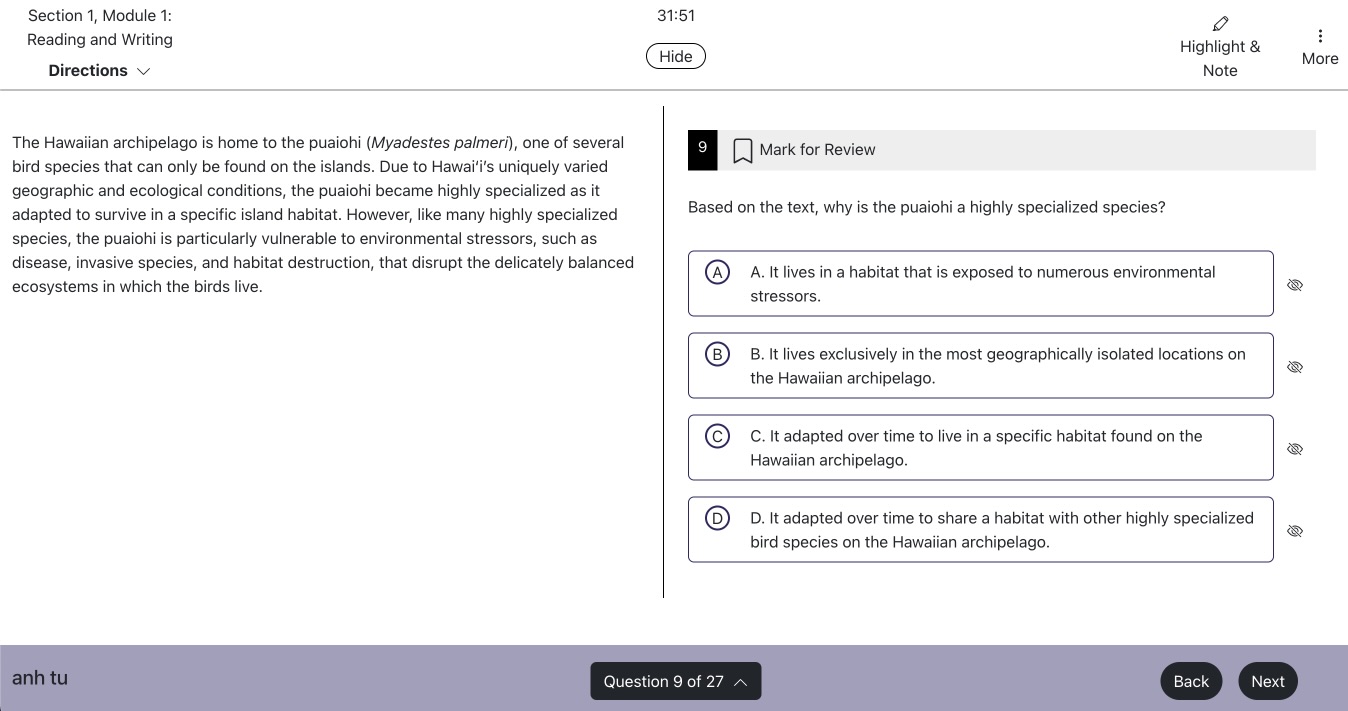 Section 1, Module 1:
Reading and Writing
Directions
31:51
Hide
Highlight &
Note
More
The Hawaiian archipelago is home to the puaiohi (Myadestes palmeri), one of several
bird species that can only be found on the islands. Due to Hawai'i's uniquely varied
geographic and ecological conditions, the puaiohi became highly specialized as it
adapted to survive in a specific island habitat. However, like many highly specialized
species, the puaiohi is particularly vulnerable to environmental stressors, such as
disease, invasive species, and habitat destruction, that disrupt the delicately balanced
ecosystems in which the birds live.
9
Mark for Review
Based on the text, why is the puaiohi a highly specialized species?
A A. It lives in a habitat that is exposed to numerous environmental
stressors.
B B. It lives exclusively in the most geographically isolated locations on
the Hawaiian archipelago.
C C. It adapted over time to live in a specific habitat found on the
Hawaiian archipelago.
D D. It adapted over time to share a habitat with other highly specialized
bird species on the Hawaiian archipelago.
anh tu
Question 9 of 27
Back
Next